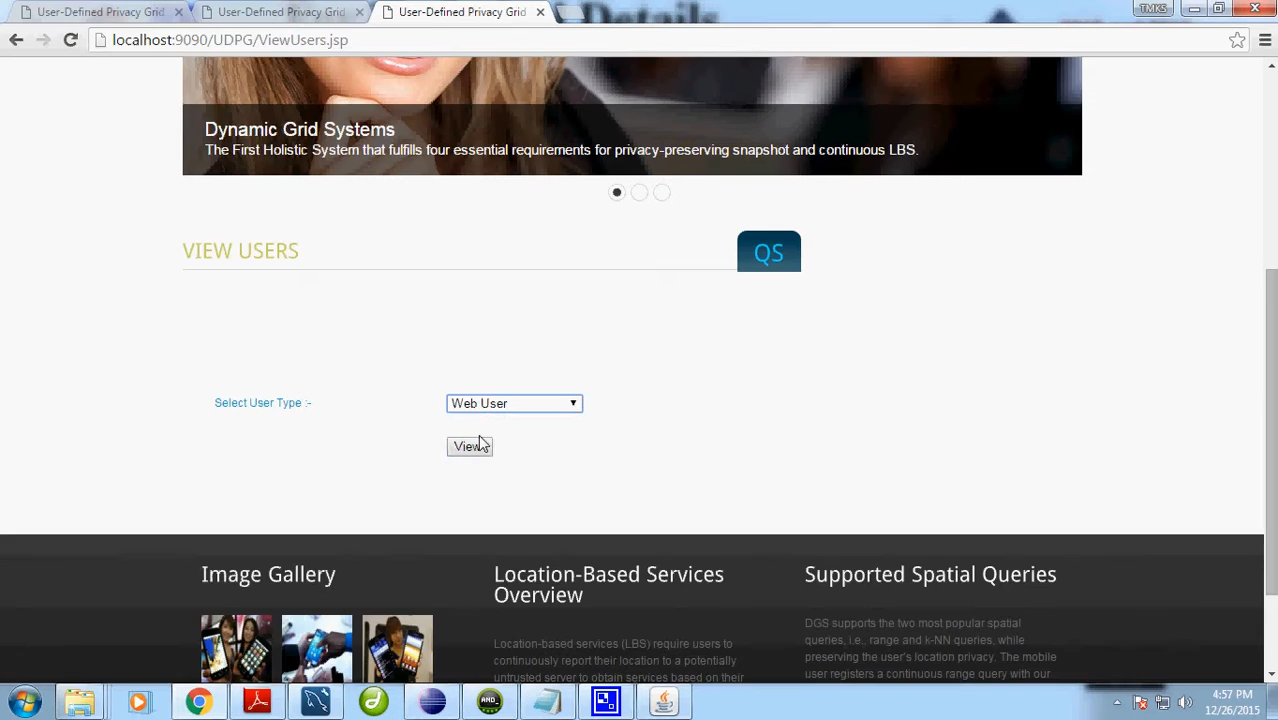 User-Defined Privacy Grid
User-Defined Privacy Grid
User-Defined Privacy Grid
Details
TMKS
localhost:9090/UDPG/ViewUsers.jsp
Dynamic Grid Systems
The First Holistic System that fulfills four essential requirements for privacy-preserving snapshot and continuous LBS.
VIEW USERS
QS
Select User Type :-
Web User
View
Image Gallery
Location-Based Services
Overview
Location-based services (LBS) require users to
continuously report their location to a potentially
untrusted server to obtain services based on their
Supported Spatial Queries
DGS supports the two most popular spatial
queries, i.e., range and k-NN queries, while
preserving the user's location privacy. The mobile
user registers a continuous range query with our
4:57 PM
12/26/2015